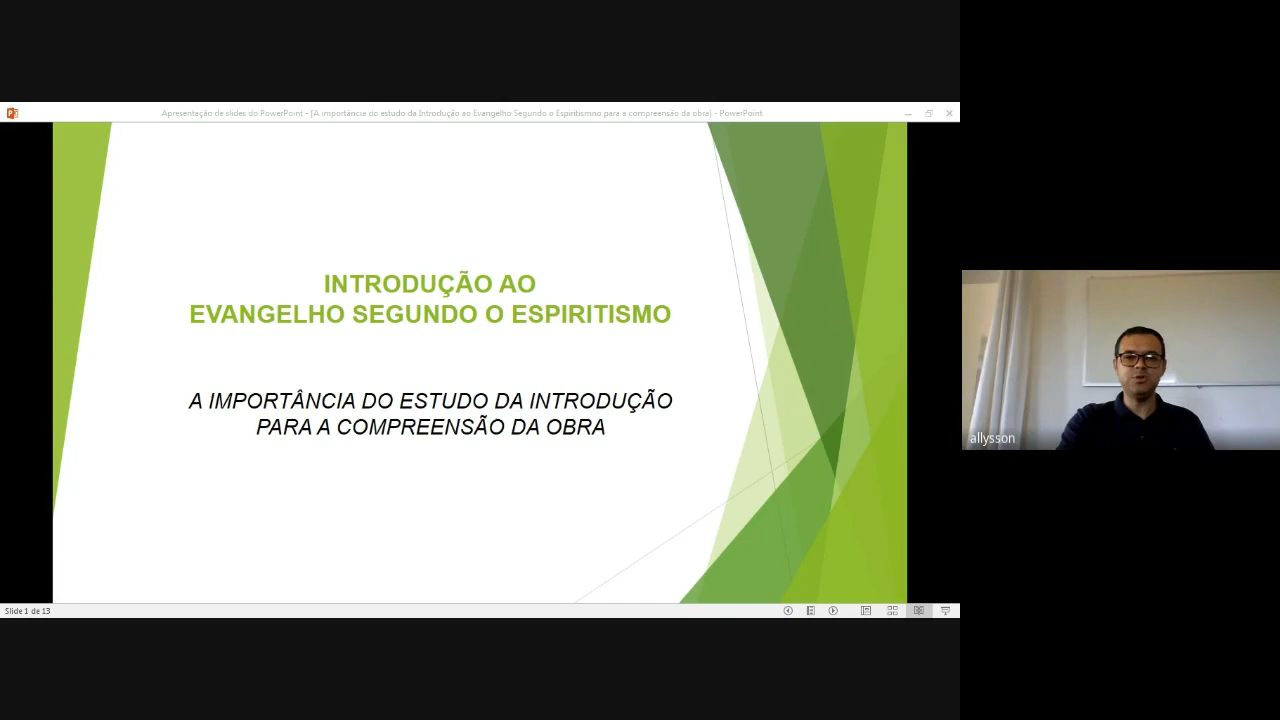 Apresentação de slides do PowerPoint - [A importância do estudo da Introdução ao Evangelho Segundo o Espiritismno para a compreensão da obra] - PowerPoint
INTRODUÇÃO AO
EVANGELHO SEGUNDO O ESPIRITISMO
A IMPORTÂNCIA DO ESTUDO DA INTRODUÇÃO
PARA A COMPREENSÃO DA OBRA
allysson
Slide 1 de 13